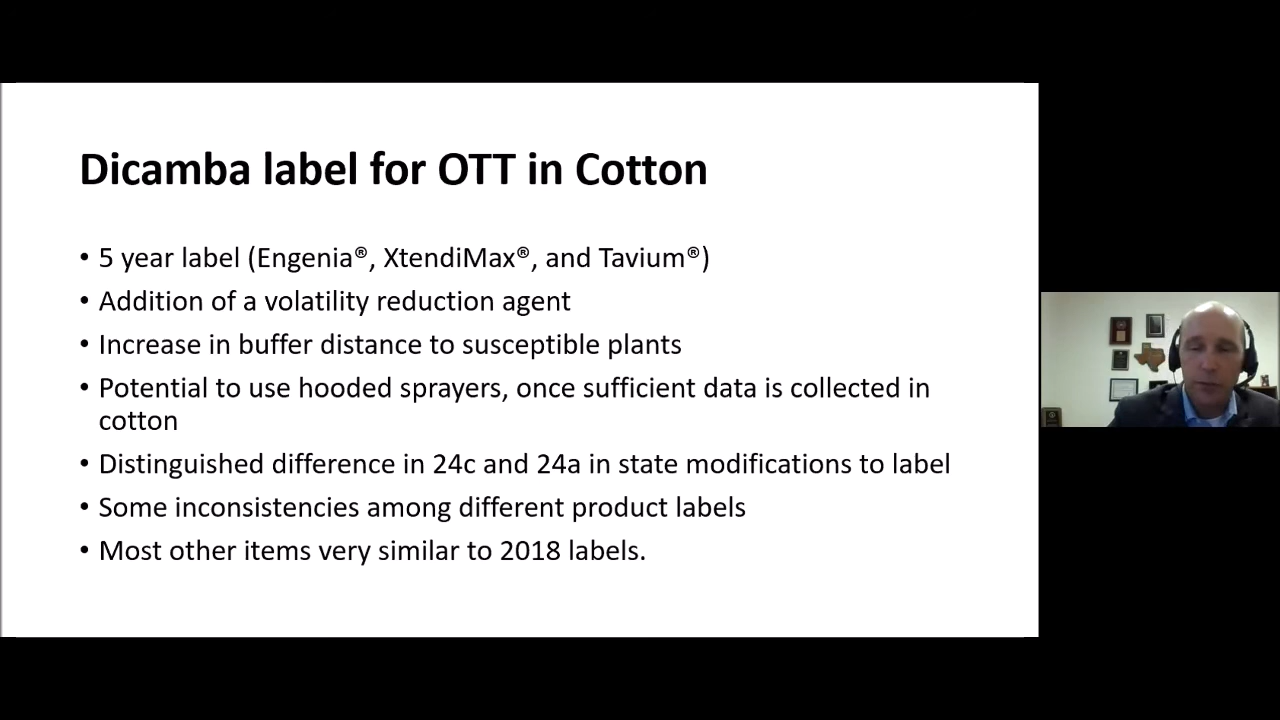 Dicamba label for OTT in Cotton
• 5 year label (Engenia®, XtendiMax®, and Tavium®)
• Addition of a volatility reduction agent
• Increase in buffer distance to susceptible plants
• Potential to use hooded sprayers, once sufficient data is collected in
cotton
• Distinguished difference in 24c and 24a in state modifications to label
• Some inconsistencies among different product labels
• Most other items very similar to 2018 labels.